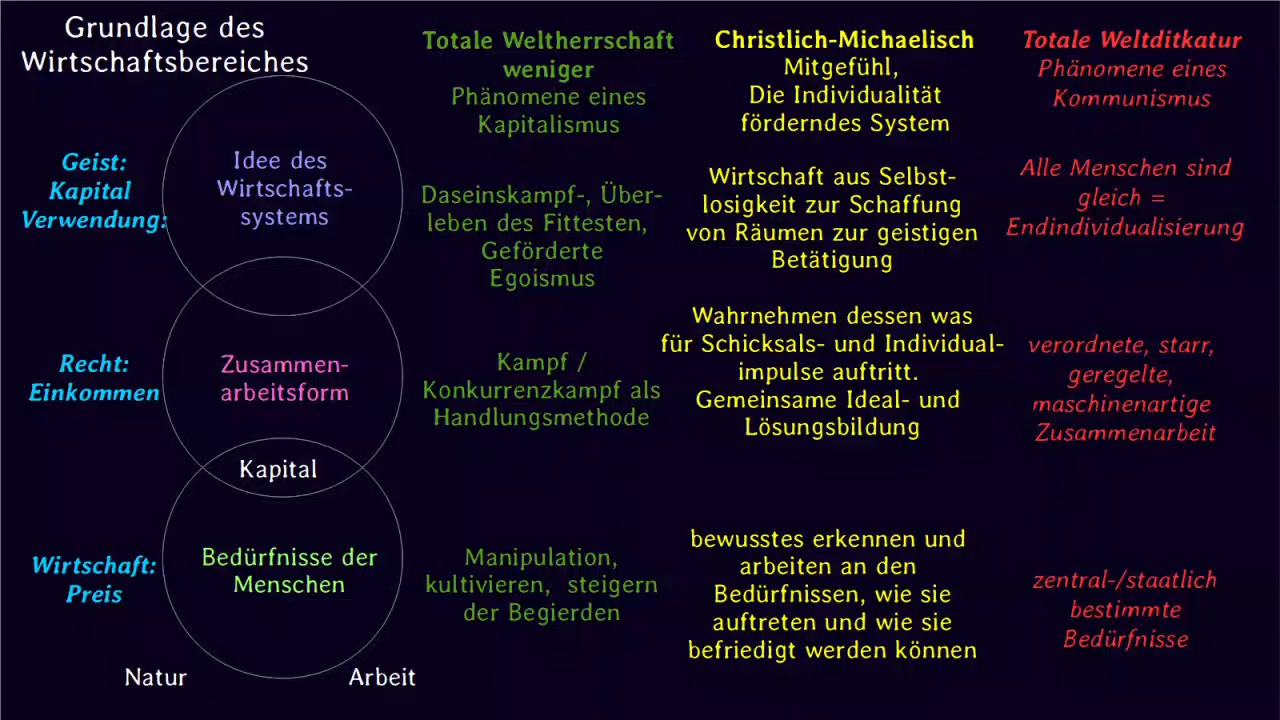 Grundlage des
Wirtschaftsbereiches
Totale Weltherrschaft
weniger
Phänomene eines
Kapitalismus
Christlich-Michaelisch
Mitgefühl,
Die Individualität
förderndes System
Totale Weltditkatur
Phänomene eines
Kommunismus
Geist:
Kapital
Verwendung:
Idee des
Wirtschafts-
systems
Daseinskampf-, Über-
leben des Fittesten,
Geförderte
Egoismus
Wirtschaft aus Selbst-
losigkeit zur Schaffung
von Räumen zur geistigen
Betätigung
Alle Menschen sind
gleich =
Endindividualisierung
Recht:
Einkommen
Zusammen-
arbeitsform
Kampf /
Konkurrenzkampf als
Handlungsmethode
Wahrnehmen dessen was
für Schicksals- und Individual-
impulse auftritt.
Gemeinsame Ideal- und
Lösungsbildung
verordnete, starr,
geregelte,
maschinenartige
Zusammenarbeit
Kapital
Wirtschaft:
Preis
Bedürfnisse der
Menschen
Manipulation,
kultivieren, steigern
der Begierden
bewusstes erkennen und
arbeiten an den
Bedürfnissen, wie sie
auftreten und wie sie
befriedigt werden können
zentral-/staatlich
bestimmte
Bedürfnisse
Natur
Arbeit